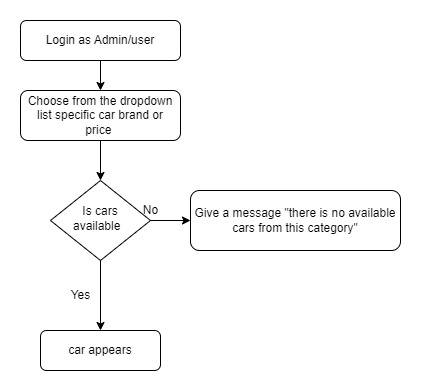 Login as Admin/user
Choose from the dropdown
list specific car brand or
price
Is cars
available
No
Give a message "there is no available
cars from this category"
Yes
car appears